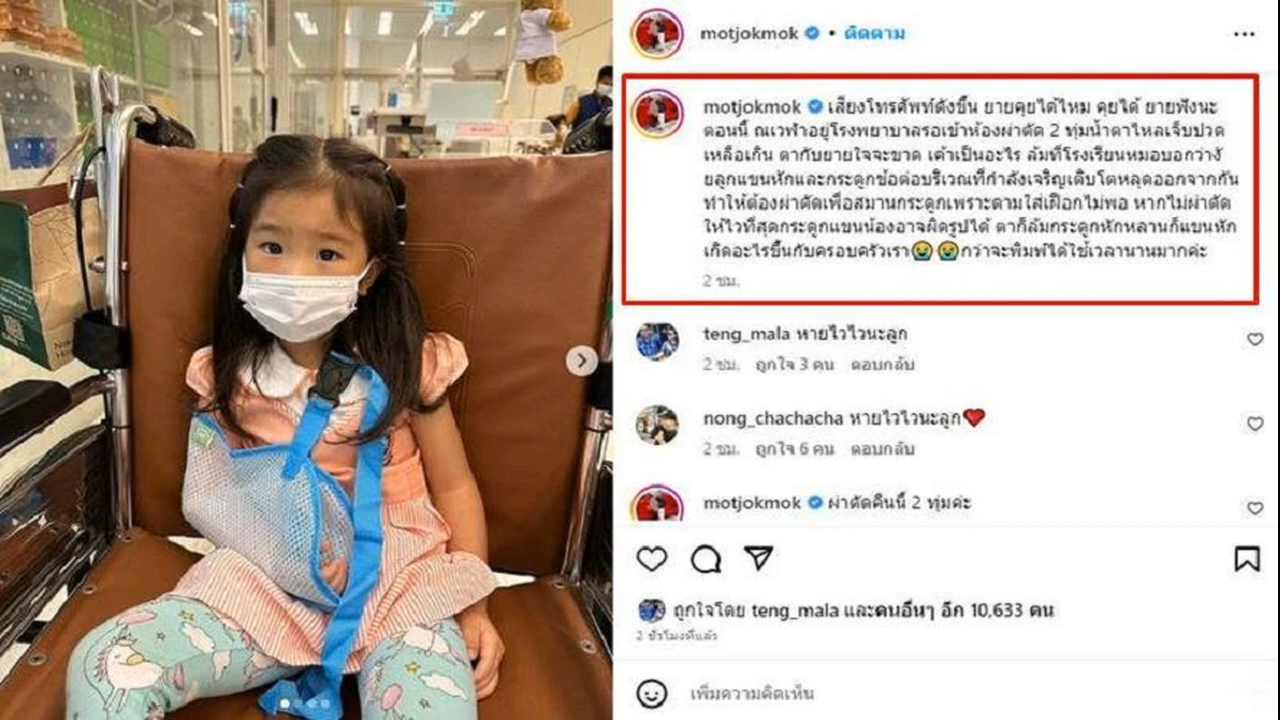 motjokmok • ติดตาม
motjokmok เสียงโทรศัพท์ดังขึ้น ยายคุยได้ไหม คุยได้ ยายฟังนะ
ตอนนี้ ณเวฬาอยู่โรงพยาบาลรอเข้าห้องผ่าตัด 2 ทุ่มน้ำตาไหลเจ็บปวด
เหลือเกิน ตากับยายใจจะขาด เค้าเป็นอะไร ล้มที่โรงเรียนหมอบอกว่างั
ยลูกแขนหักและกระดูกข้อต่อบริเวณที่กำลังเจริญเติบโตหลุดออกจากกัน
ทำให้ต้องผ่าตัดเพื่อสมานกระดูกเพราะดามใส่เฝือกไม่พอ หากไม่ผ่าตัด
ให้ไวที่สุดกระดูกแขนน้องอาจผิดรูปได้ ตาก็ล้มกระดูกหักหลานก็แขนหัก
เกิดอะไรขึ้นกับครอบครัวเรา😭😭กว่าจะพิมพ์ได้ใช้เวลานานมากค่ะ
2 ชม.
teng_mala หายไวไวนะลูก
2 ชม. ถูกใจ 3 คน ตอบกลับ
nong_chachacha หายไวไวนะลูก❤️
2 ชม. ถูกใจ 6 คน ตอบกลับ
motjokmok ผ่าตัดคืนนี้ 2 ทุ่มค่ะ
ถูกใจโดย teng_mala และคนอื่นๆ อีก 10,633 คน
2 ชั่วโมงที่แล้ว
เพิ่มความคิดเห็น